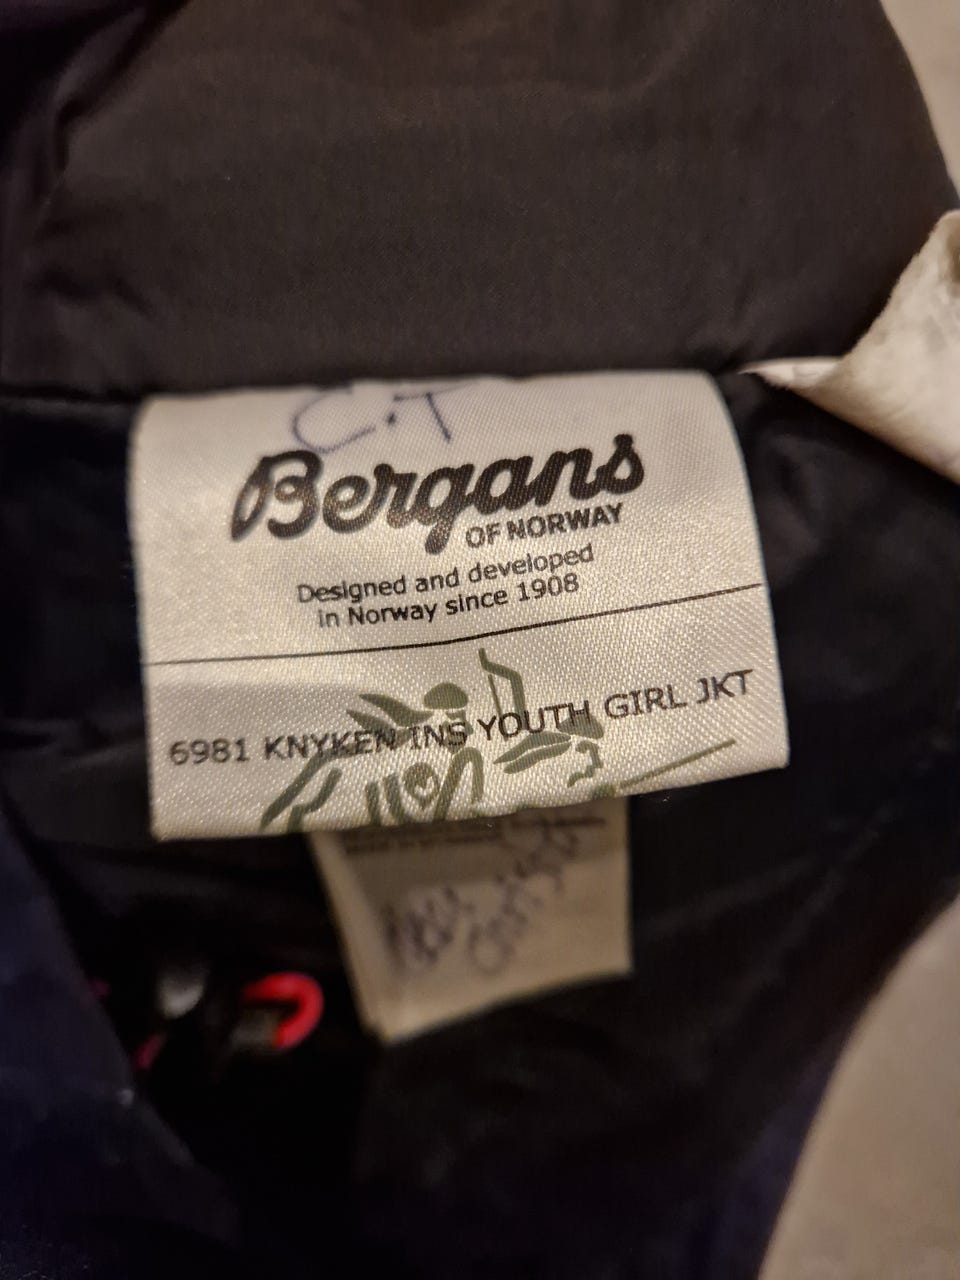 C.T
Bergans
OF NORWAY
Designed and developed
in Norway since 1908
6981 KNYKEN INS YOUTH GIRL JKT